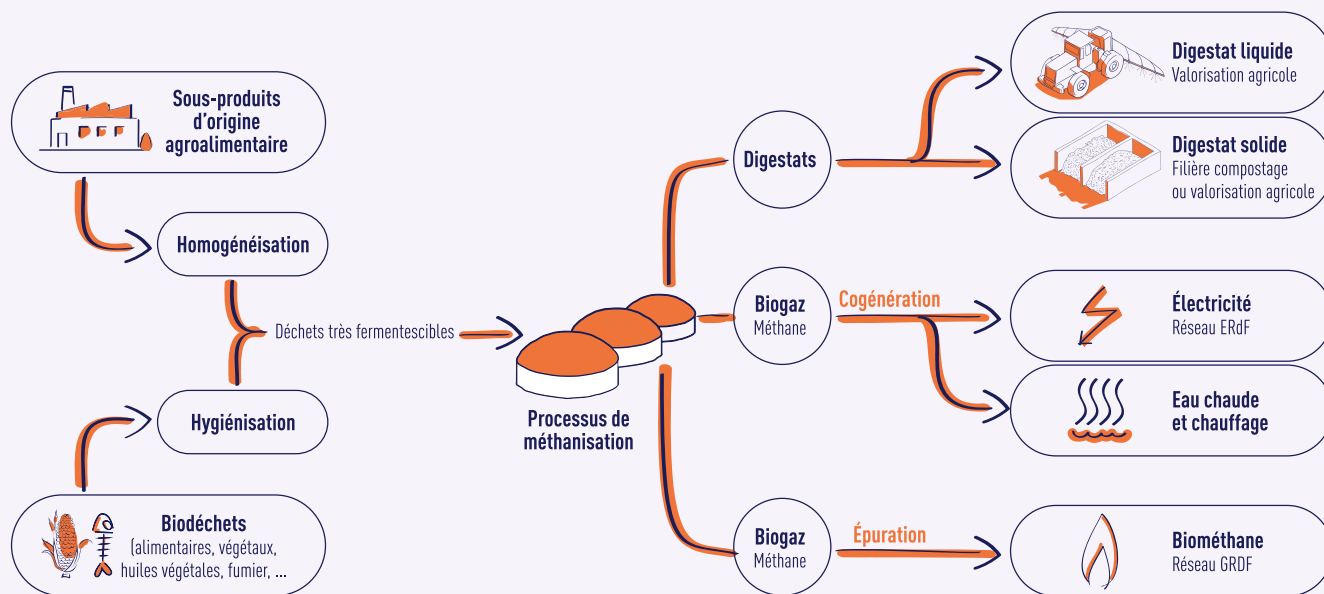 Sous-produits
d'origine
agroalimentaire
Homogénéisation
Déchets très fermentescibles
Hygiénisation
Biodéchets
(alimentaires, végétaux,
huiles végétales, fumier, ...
Processus de
méthanisation
Digestats
Digestat liquide
Valorisation agricole
Digestat solide
Filière compostage
ou valorisation agricole
Biogaz
Méthane
Cogénération
Électricité
Réseau ERdF
Eau chaude
et chauffage
Biogaz
Méthane
Épuration
Biométhane
Réseau GRDF